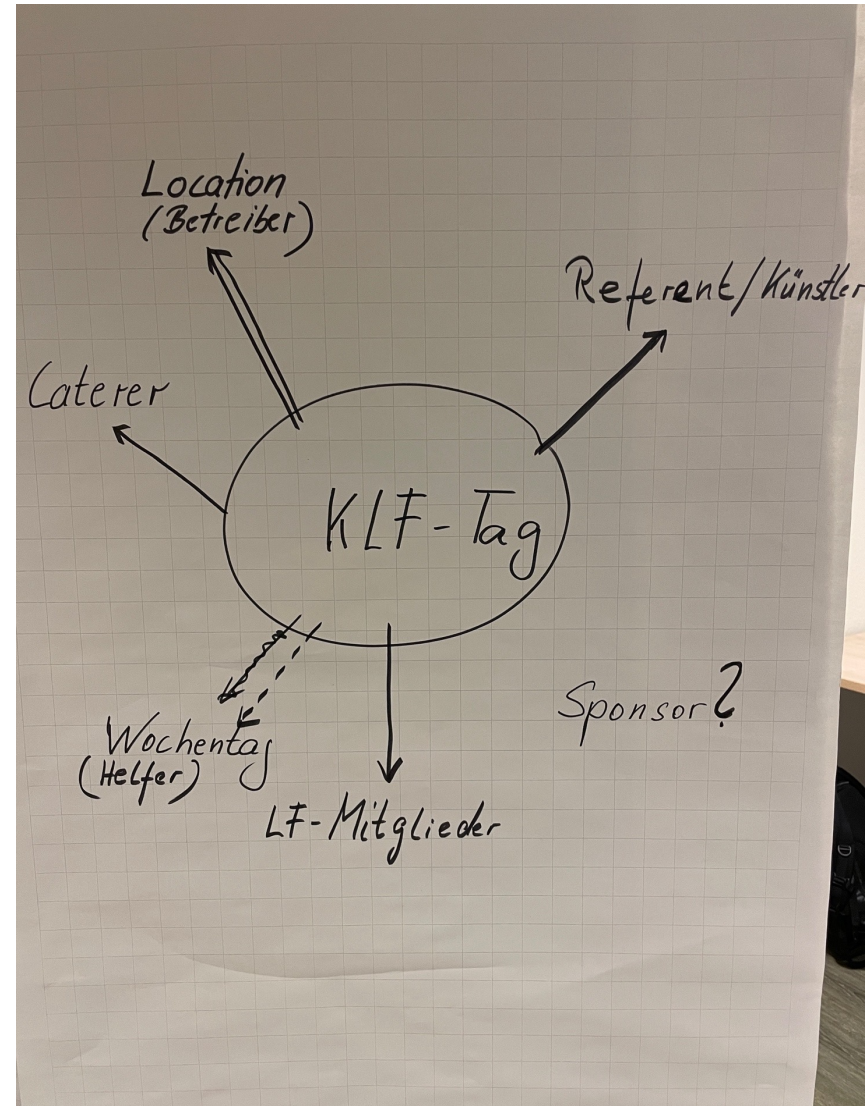 Location
(Betreiber)
Referent/Künstler
Caterer
KLF-Tag
Sponsor?
Wochentag
(Helfer)
LF-Mitglieder